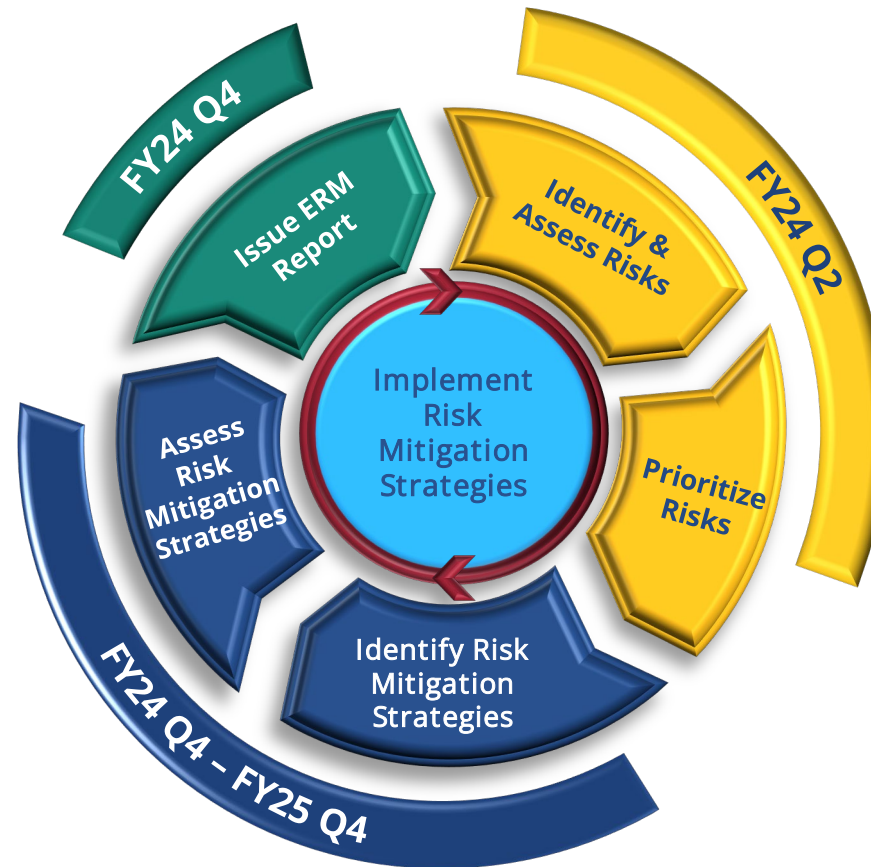 FY24 Q4
Issue ERM
Report
Identify &
Assess Risks
FY24 Q2
Prioritize
Risks
Identify Risk
Mitigation
Strategies
Assess
Risk
Mitigation
Strategies
FY24 Q4 – FY25 Q4
Implement
Risk
Mitigation
Strategies